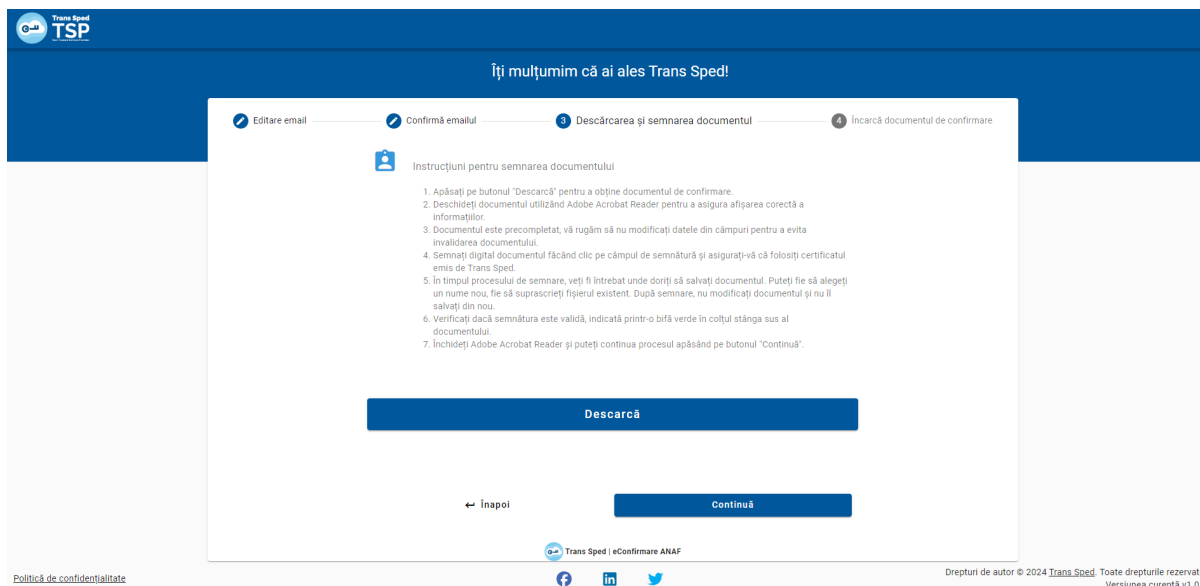 Trans Sped
TSP
Îți mulțumim că ai ales Trans Sped!
Editare email
Confirmă emailul
3 Descărcarea și semnarea documentului
4 Încarcă documentul de confirmare
Instrucțiuni pentru semnarea documentului
1. Apăsați pe butonul "Descarcă" pentru a obține documentul de confirmare.
2. Deschideți documentul utilizând Adobe Acrobat Reader pentru a asigura afișarea corectă a
informațiilor.
3. Documentul este precompletat, vă rugăm să nu modificați datele din câmpuri pentru a evita
invalidarea documentului.
4. Semnați digital documentul făcând clic pe câmpul de semnătură și asigurați-vă că folosiți certificatul
emis de Trans Sped.
5. În timpul procesului de semnare, veți fi întrebat unde doriți să salvați documentul. Puteți fie să alegeți
un nume nou, fie să suprascrieți fișierul existent. După semnare, nu modificați documentul și nu îl
salvați din nou.
6. Verificați dacă semnătura este validă, indicată printr-o bifă verde în colțul stânga sus al
documentului.
7. Închideți Adobe Acrobat Reader și puteți continua procesul apăsând pe butonul "Continuă".
Descarcă
Înapoi
Continuă
Trans Sped | eConfirmare ANAF
Politică de confidențialitate
Drepturi de autor © 2024 Trans Sped. Toate drepturile rezervat
Versiunea curentă v1.0